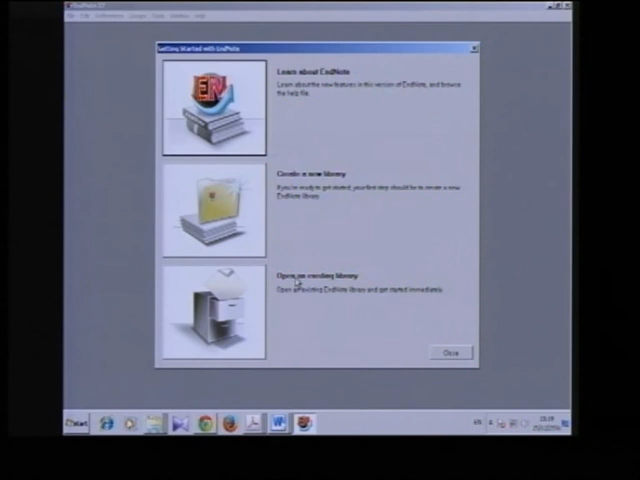 Getting Started with EndNote
Learn about EndNote
Learn about the new features in this version of EndNote, and browse
the help file.
Create a new library
If you're ready to get started, your first step should be to create a new
EndNote library.
Open an existing library
Open an existing EndNote library and get started immediately.
Close
Start
EN